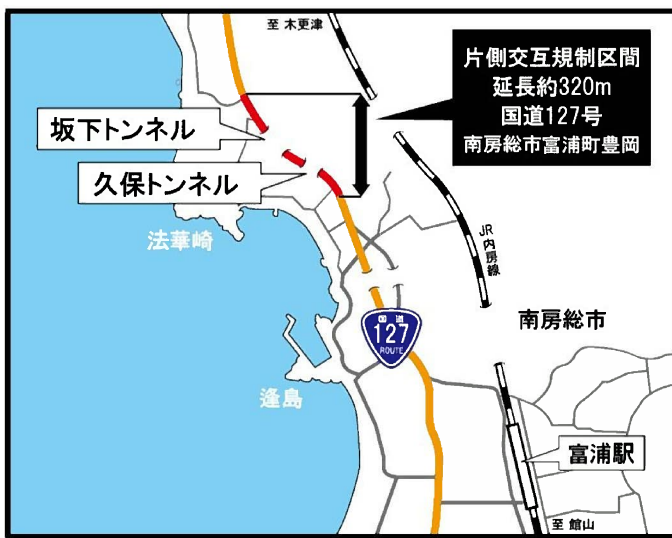 至 木更津
片側交互規制区間
延長約320m
国道127号
南房総市富浦町豊岡
坂下トンネル
久保トンネル
法華崎
JR内房線
国道
127
ROUTE
南房総市
逢島
富浦駅
至 館山